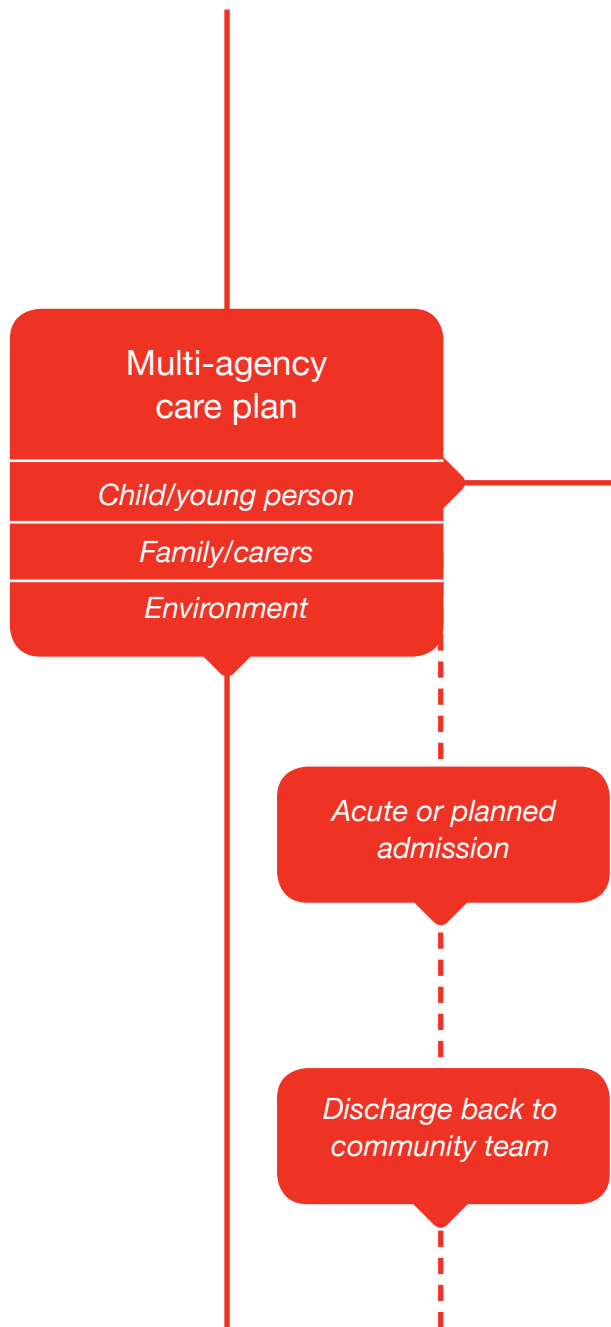 Multi-agency
care plan
Child/young person
Family/carers
Environment
Acute or planned
admission
Discharge back to
community team